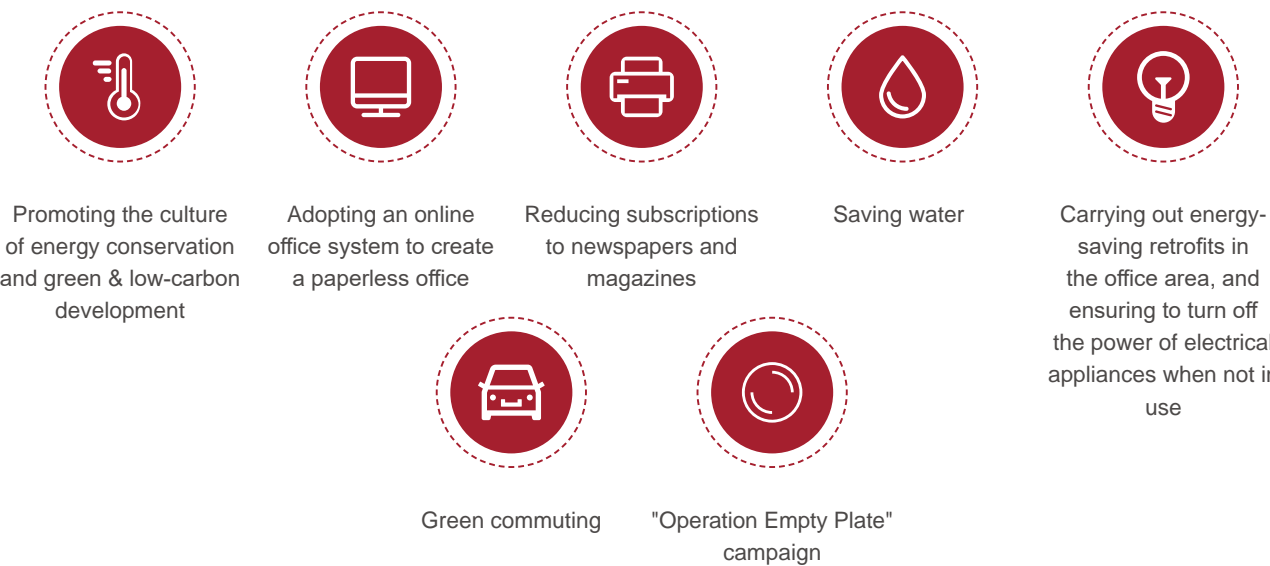 Promoting the culture
of energy conservation
and green & low-carbon
development
Adopting an online
office system to create
a paperless office
Reducing subscriptions
to newspapers and
magazines
Saving water
Carrying out energy-
saving retrofits in
the office area, and
ensuring to turn off
the power of electrical
appliances when not in
use
Green commuting
"Operation Empty Plate"
campaign